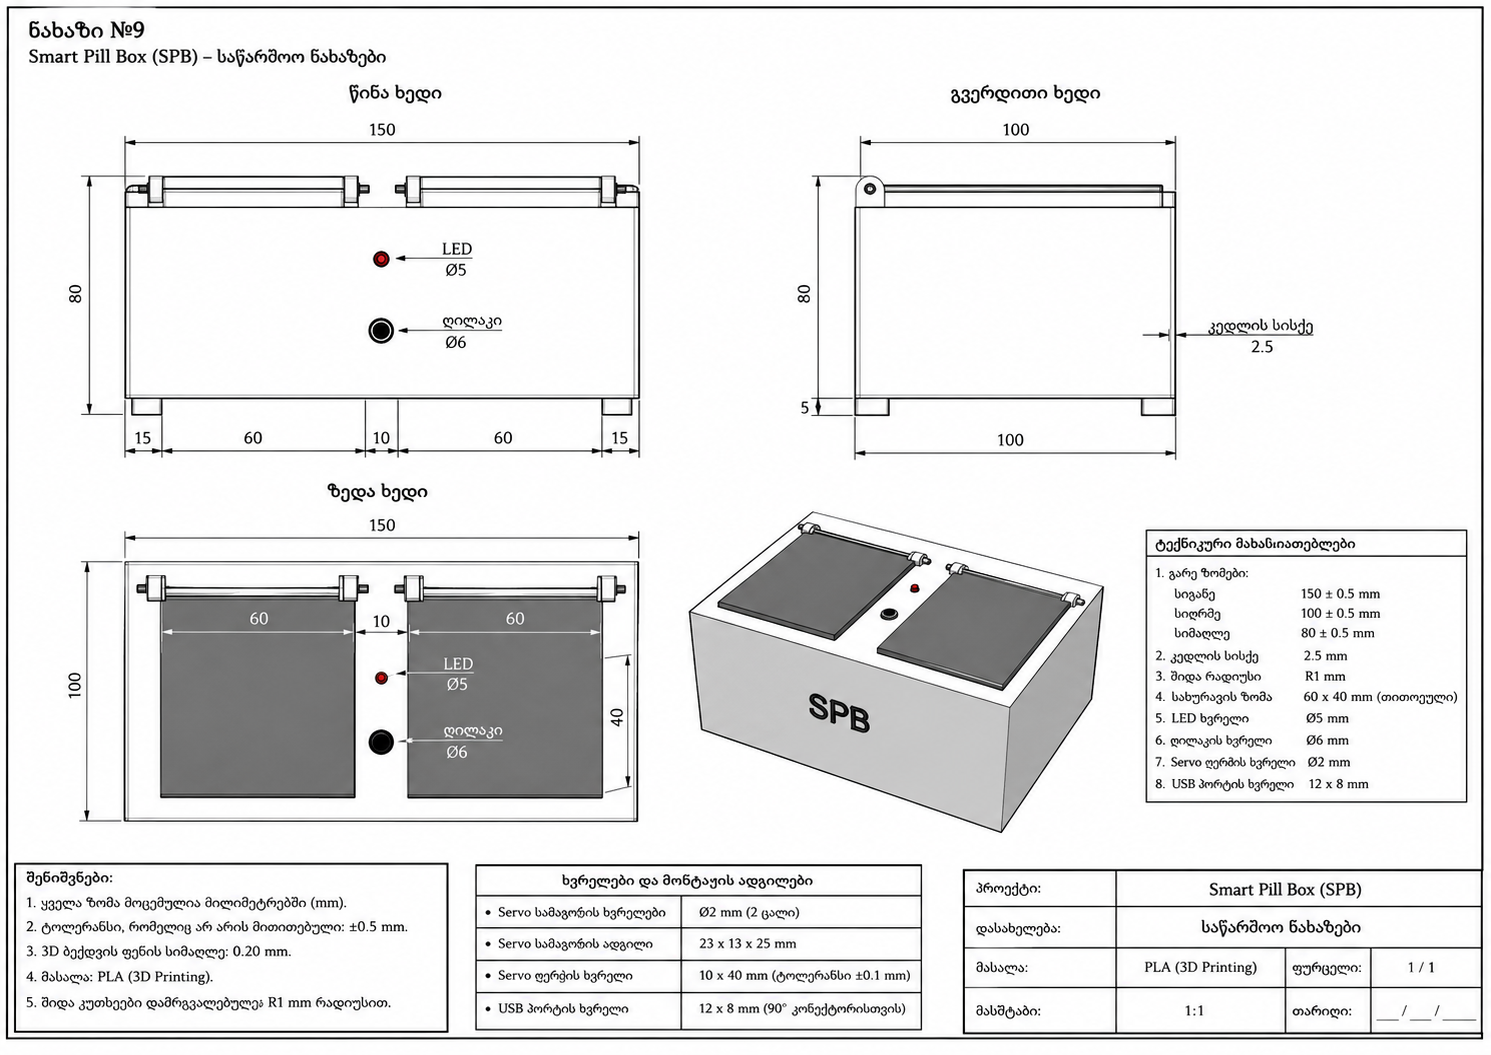 ნახაზი №9
Smart Pill Box (SPB) – საწარმოო ნახაზები
წინა ხედი
150
80
LED
Ø5
ღილაკი
Ø6
15
60
10
60
15
გვერდითი ხედი
100
80
5
კედლის სისქე
2.5
100
ზედა ხედი
150
100
60
10
60
LED
Ø5
ღილაკი
Ø6
40
SPB
ტექნიკური მახასიათებლები
1. გარე ზომები:
სიგანე 150 ± 0.5 mm
სიღრმე 100 ± 0.5 mm
სიმაღლე 80 ± 0.5 mm
2. კედლის სისქე 2.5 mm
3. შიდა რადიუსი R1 mm
4. სახურავის ზომა 60 x 40 mm (თითოეული)
5. LED ხვრელი Ø5 mm
6. ღილაკის ხვრელი Ø6 mm
7. Servo ღერძის ხვრელი Ø2 mm
8. USB პორტის ხვრელი 12 x 8 mm
შენიშვნები:
1. ყველა ზომა მოცემულია მილიმეტრებში (mm).
2. ტოლერანსი, რომელიც არ არის მითითებული: ±0.5 mm.
3. 3D ბექდვის ფენის სიმაღლე: 0.20 mm.
4. მასალა: PLA (3D Printing).
5. შიდა კუთხეები R1 mm რადიუსით.
ხვრელები და მონტაჟის ადგილები
• Servo სამაგრის ხვრელები Ø2 mm (2 ცალი)
• Servo სამაგრის ადგილი 23 x 13 x 25 mm
• Servo ღერძის ხვრელი 10 x 40 mm (ტოლერანსი ±0.1 mm)
• USB პორტის ხვრელი 12 x 8 mm (90° კონექტორისთვის)
პროექტი: Smart Pill Box (SPB)
დასახელება: საწარმოო ნახაზები
მასალა: PLA (3D Printing) ფურცელი: 1 / 1
მასშტაბი: 1:1 თარიღი: ___ / ___ / _____